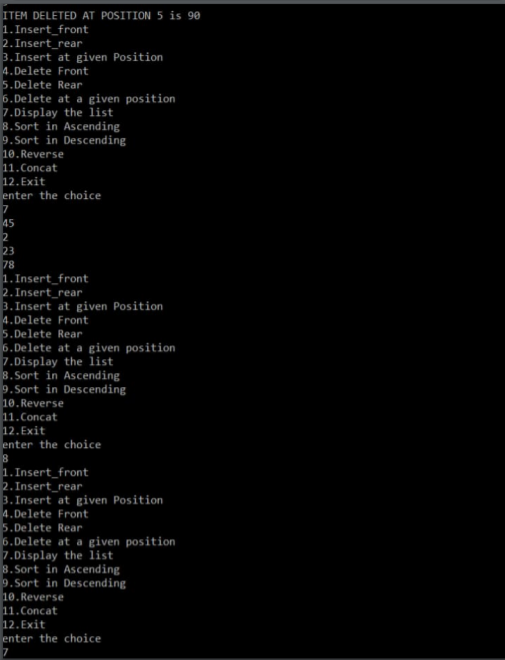 ITEM DELETED AT POSITION 5 is 90
1.Insert_front
2.Insert_rear
3.Insert at given Position
4.Delete Front
5.Delete Rear
6.Delete at a given position
7.Display the list
8.Sort in Ascending
9.Sort in Descending
10.Reverse
11.Concat
12.Exit
enter the choice
7
45
2
23
78
1.Insert_front
2.Insert_rear
3.Insert at given Position
4.Delete Front
5.Delete Rear
6.Delete at a given position
7.Display the list
8.Sort in Ascending
9.Sort in Descending
10.Reverse
11.Concat
12.Exit
enter the choice
8
1.Insert_front
2.Insert_rear
3.Insert at given Position
4.Delete Front
5.Delete Rear
6.Delete at a given position
7.Display the list
8.Sort in Ascending
9.Sort in Descending
10.Reverse
11.Concat
12.Exit
enter the choice
7